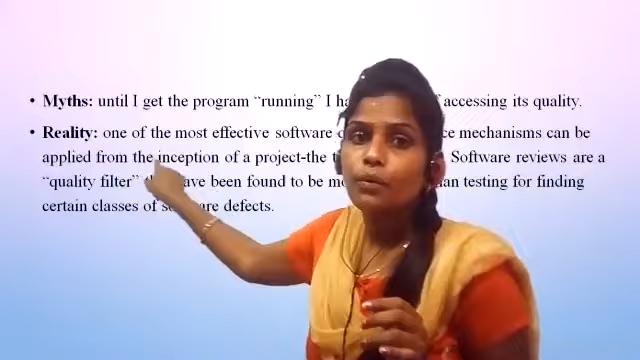 • Myths: until I get the program “running” I ha accessing its quality.
• Reality: one of the most effective software mechanisms can be
applied from the inception of a project-the Software reviews are a
“quality filter” ave been found to be than testing for finding
certain classes of defects.